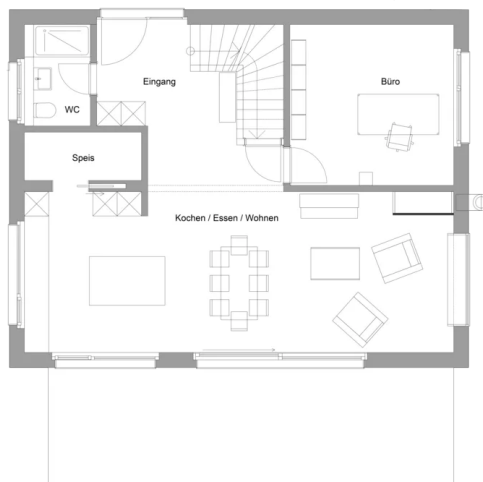 Eingang
Büro
WC
Speis
Kochen / Essen / Wohnen